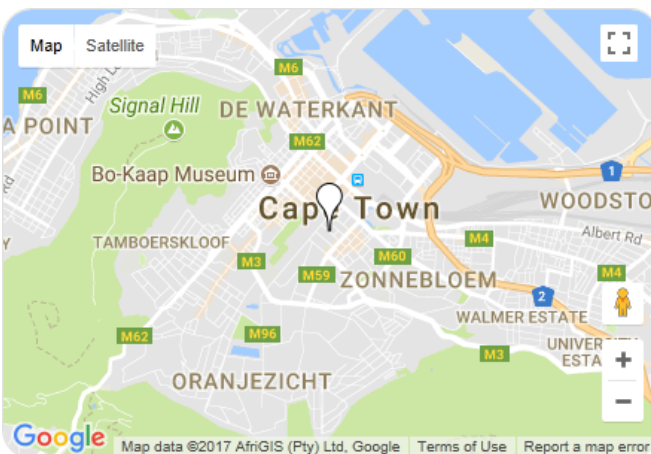 Map Satellite
M6
M6
High L
Signal Hill
DE WATERKANT
A POINT
M62
Bo-Kaap Museum
1
Cape Town
WOODSTO
Rd
Y
TAMBOERSKLOOF
M4
Albert Rd
M3
M60
M59
M4
ZONNEBLOEM
2
WALMER ESTATE
M62
M96
UNIVERSITY
ESTA
M3
+
ORANJEZICHT
−
Google
Map data ©2017 AfriGIS (Pty) Ltd, Google Terms of Use Report a map error